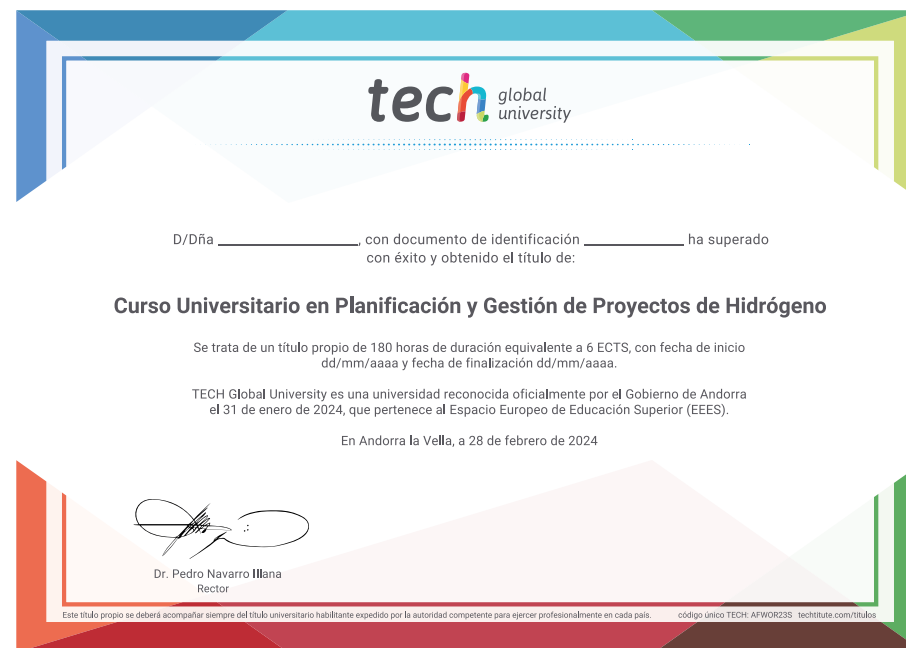 tech global university
D/Dña ____________, con documento de identificación ____________ ha superado
con éxito y obtenido el título de:
Curso Universitario en Planificación y Gestión de Proyectos de Hidrógeno
Se trata de un título propio de 180 horas de duración equivalente a 6 ECTS, con fecha de inicio
dd/mm/aaaa y fecha de finalización dd/mm/aaaa.
TECH Global University es una universidad reconocida oficialmente por el Gobierno de Andorra
el 31 de enero de 2024, que pertenece al Espacio Europeo de Educación Superior (EEES).
En Andorra la Vella, a 28 de febrero de 2024
Dr. Pedro Navarro Illana
Rector
Este título propio se deberá acompañar siempre del título universitario habilitante expedido por la autoridad competente para ejercer profesionalmente en cada país. código único TECH: AFWOR23S techtitute.com/titulos